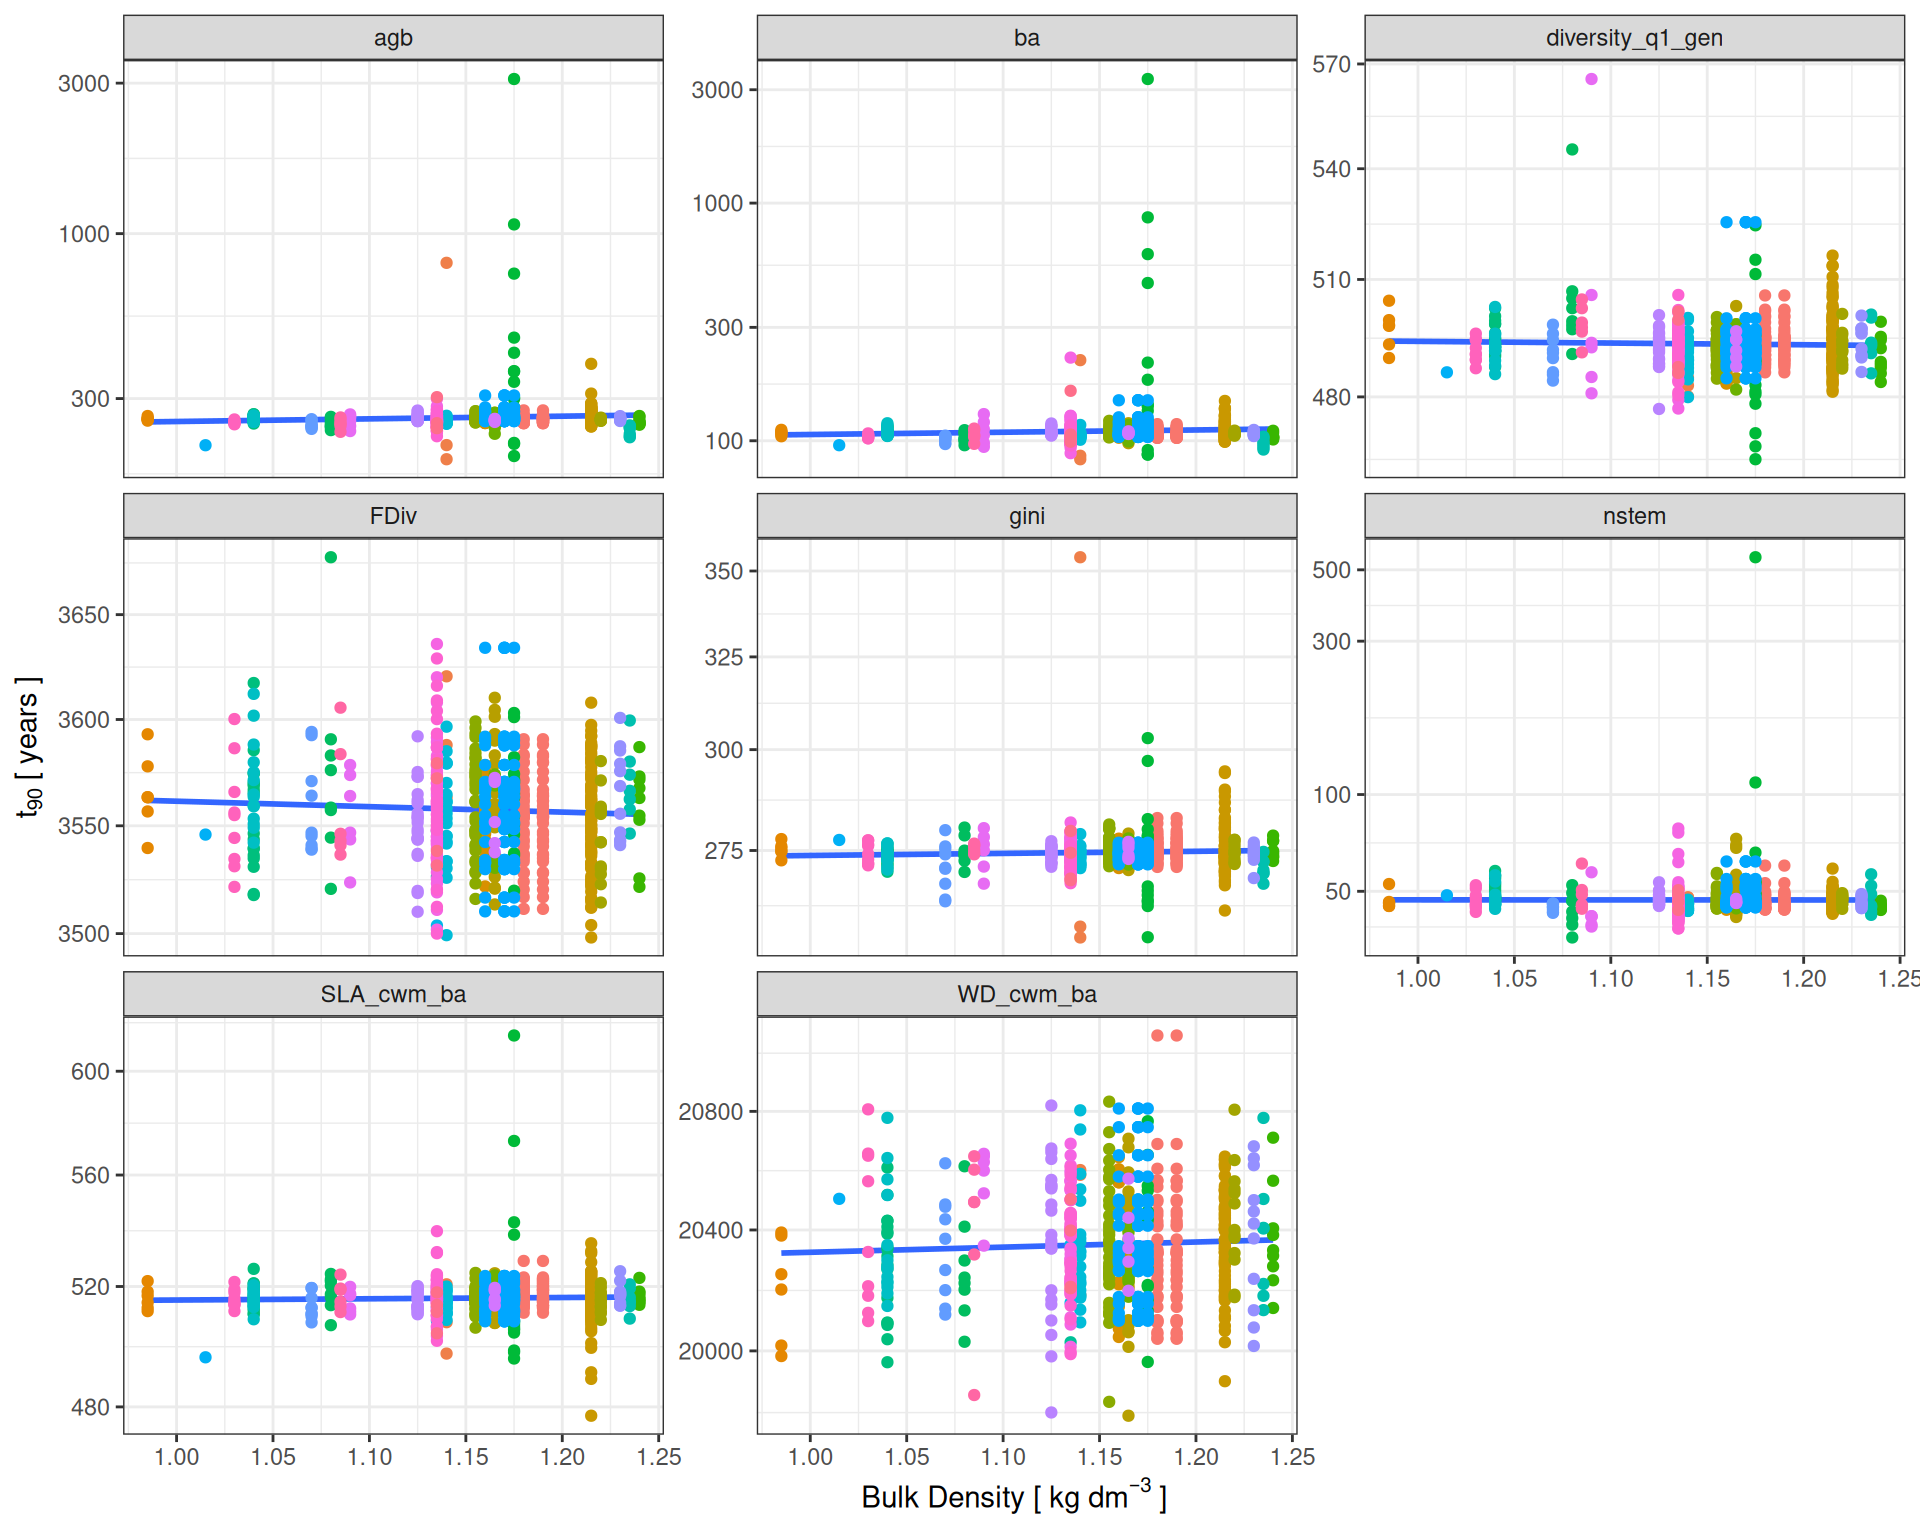 agb
ba
diversity_q1_gen
3000
1000
300
3000
1000
300
100
570
540
510
480
FDiv
gini
nstem
3650
3600
3550
3500
350
325
300
275
500
300
100
50
1.00 1.05 1.10 1.15 1.20 1.25
SLA_cwm_ba
WD_cwm_ba
600
560
520
480
20800
20400
20000
1.00 1.05 1.10 1.15 1.20 1.25
1.00 1.05 1.10 1.15 1.20 1.25
t90 [ years ]
Bulk Density [ kg dm−3 ]